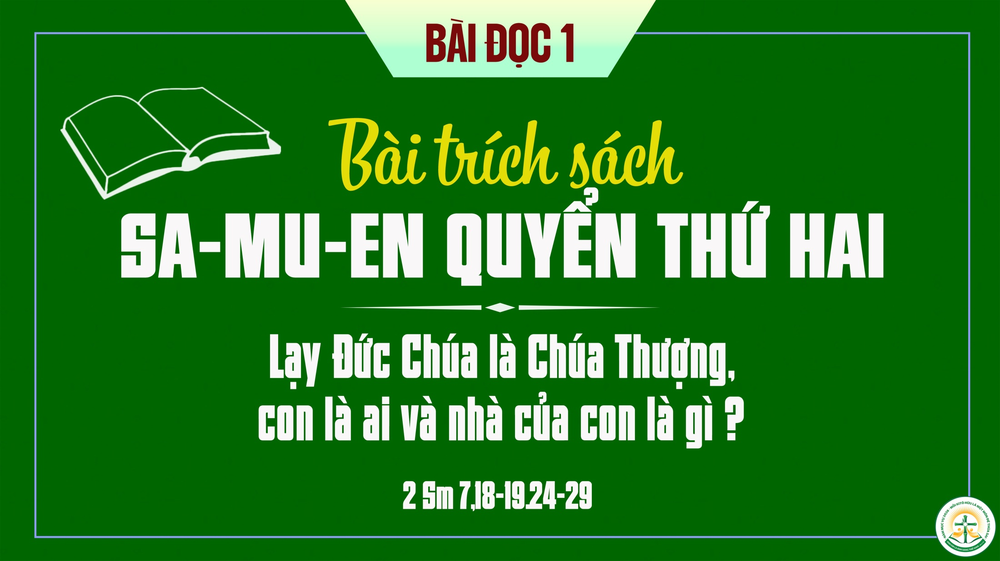 BÀI ĐỌC 1
Bài trích sách
SA-MU-EN QUYỂN THỨ HAI
Lạy Đức Chúa là Chúa Thượng,
con là ai và nhà của con là gì ?
2 Sm 7,18-19.24-29
NĂM MỤC VỤ 2026 • MỖI KITÔ HỮU LÀ MỘT MÔN ĐỆ THỪA SAI
ANH EM LÀ ÁNH SÁNG THẾ GIAN